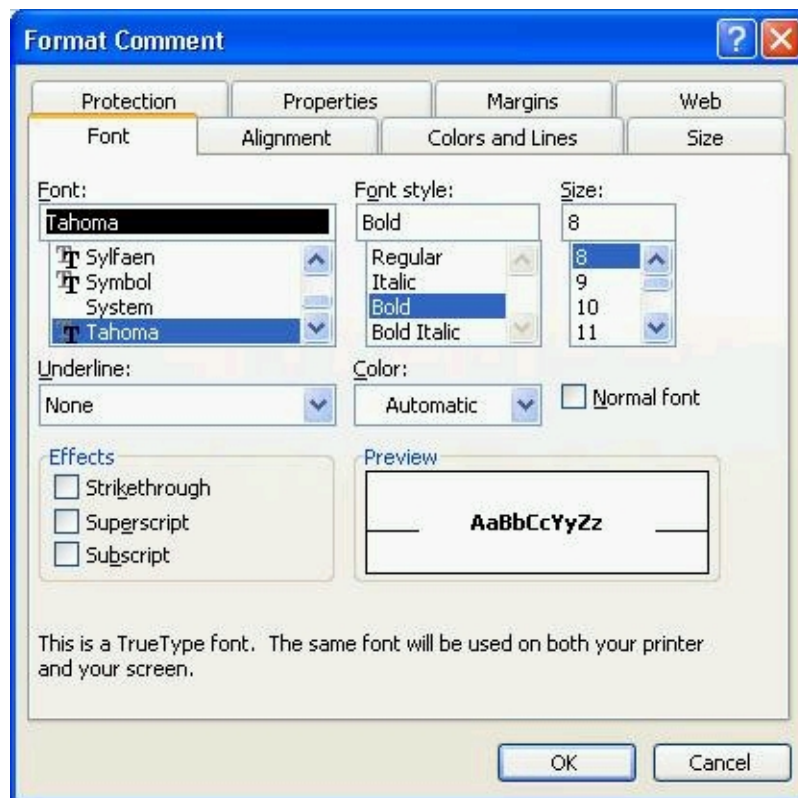 Format Comment
Protection Properties Margins Web
Font Alignment Colors and Lines Size
Font: Font style: Size:
Tahoma Bold 8
Sylfaen Regular 8
Symbol Italic 9
System Bold 10
Tahoma Bold Italic 11
Underline: Color:
None Automatic Normal font
Effects Preview
Strikethrough
Superscript AaBbCcYyZz
Subscript
This is a TrueType font. The same font will be used on both your printer
and your screen.
OK Cancel